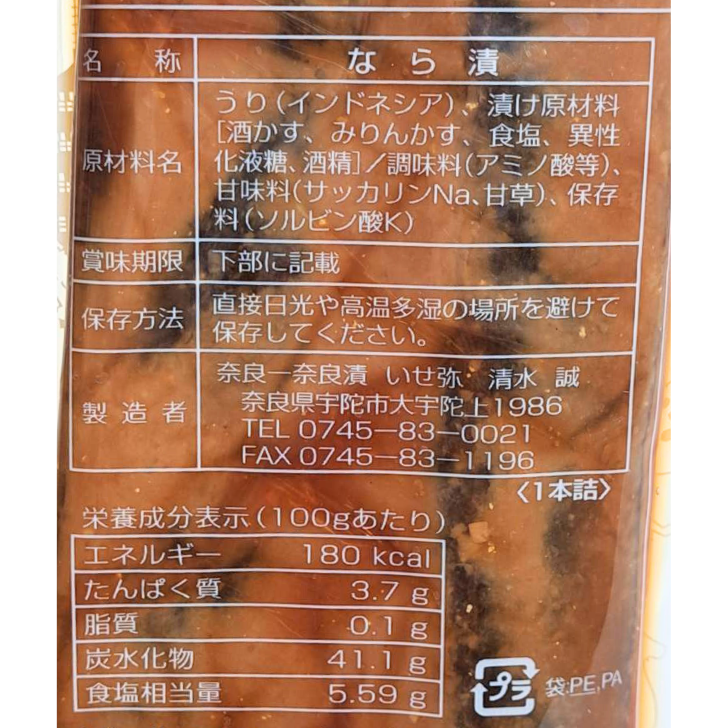 名　称　なら漬
原材料名　うり(インドネシア)、漬け原材料
[酒かす、みりんかす、食塩、異性
化液糖、酒精]／調味料(アミノ酸等)、
甘味料(サッカリンNa、甘草)、保存
料(ソルビン酸K)
賞味期限　下部に記載
保存方法　直接日光や高温多湿の場所を避けて
保存してください。
製造者　奈良一奈良漬　いせ弥　清水　誠
奈良県宇陀市大宇陀上1986
TEL 0745―83―0021
FAX 0745―83―1196
〈1本詰〉
栄養成分表示(100gあたり)
エネルギー　180 kcal
たんぱく質　3.7 g
脂質　0.1 g
炭水化物　41.1 g
食塩相当量　5.59 g
プラ　袋:PE,PA